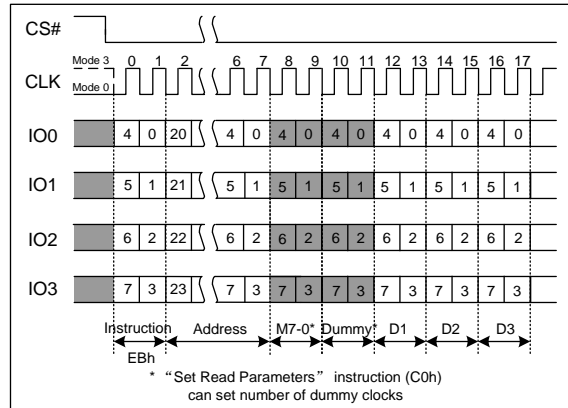 CS#
Mode 3 0 1 2 6 7 8 9 10 11 12 13 14 15 16 17
CLK
Mode 0
IO0 4 0 20 4 0 4 0 4 0 4 0 4 0 4 0
IO1 5 1 21 5 1 5 1 5 1 5 1 5 1 5 1
IO2 6 2 22 6 2 6 2 6 2 6 2 6 2 6 2
IO3 7 3 23 7 3 7 3 7 3 7 3 7 3 7 3
Instruction Address M7-0* Dummy* D1 D2 D3
EBh
* “Set Read Parameters” instruction (C0h)
can set number of dummy clocks